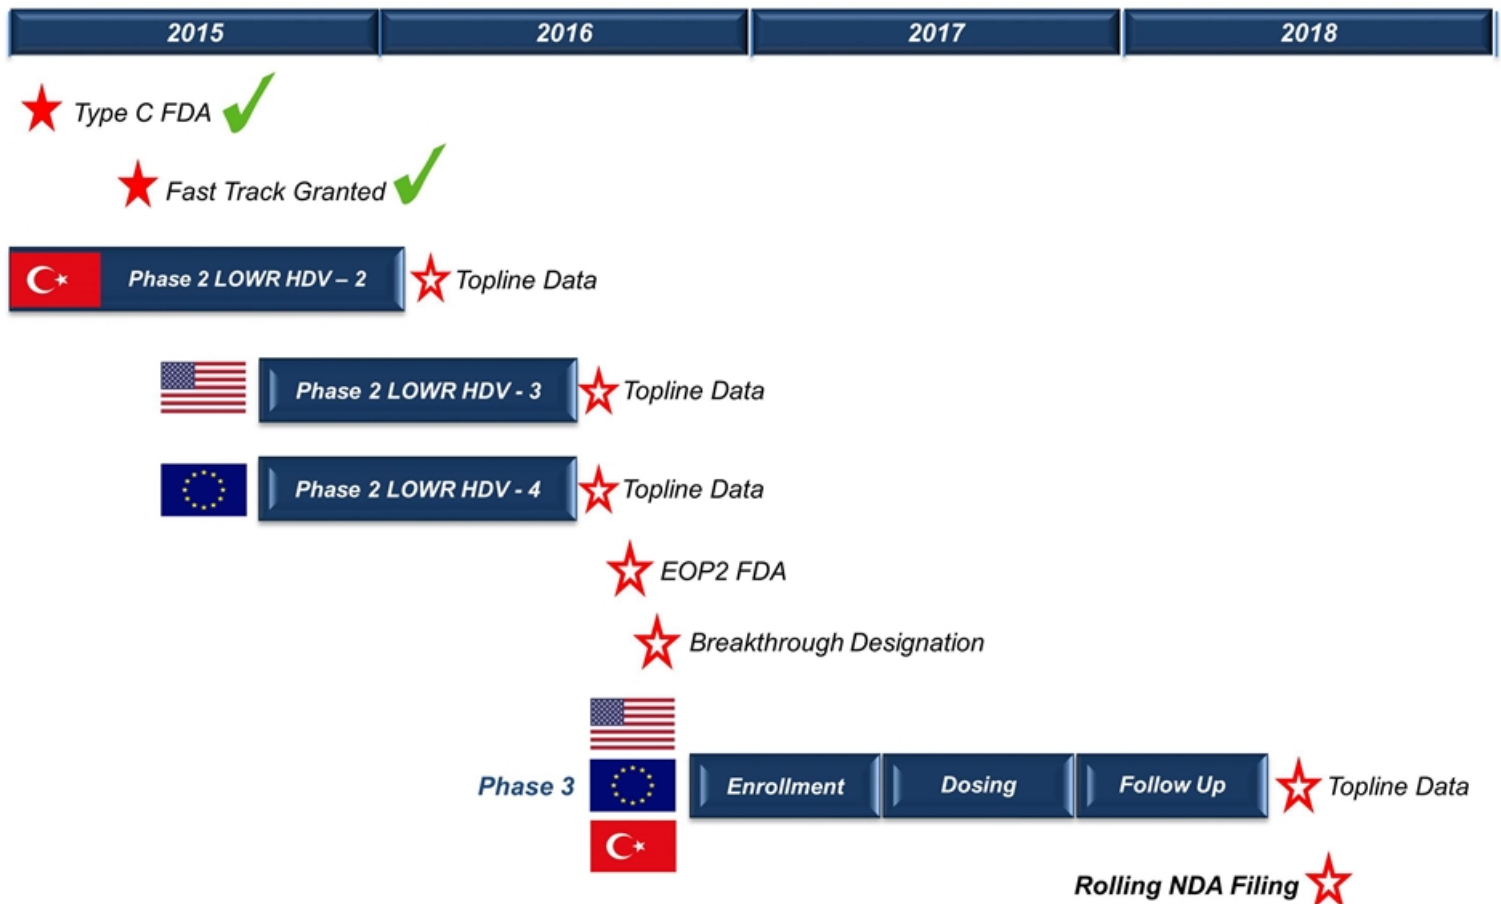 2015
2016
2017
2018
Type C FDA
Fast Track Granted
Phase 2 LOWR HDV – 2
Topline Data
Phase 2 LOWR HDV - 3
Topline Data
Phase 2 LOWR HDV - 4
Topline Data
EOP2 FDA
Breakthrough Designation
Phase 3
Enrollment
Dosing
Follow Up
Topline Data
Rolling NDA Filing